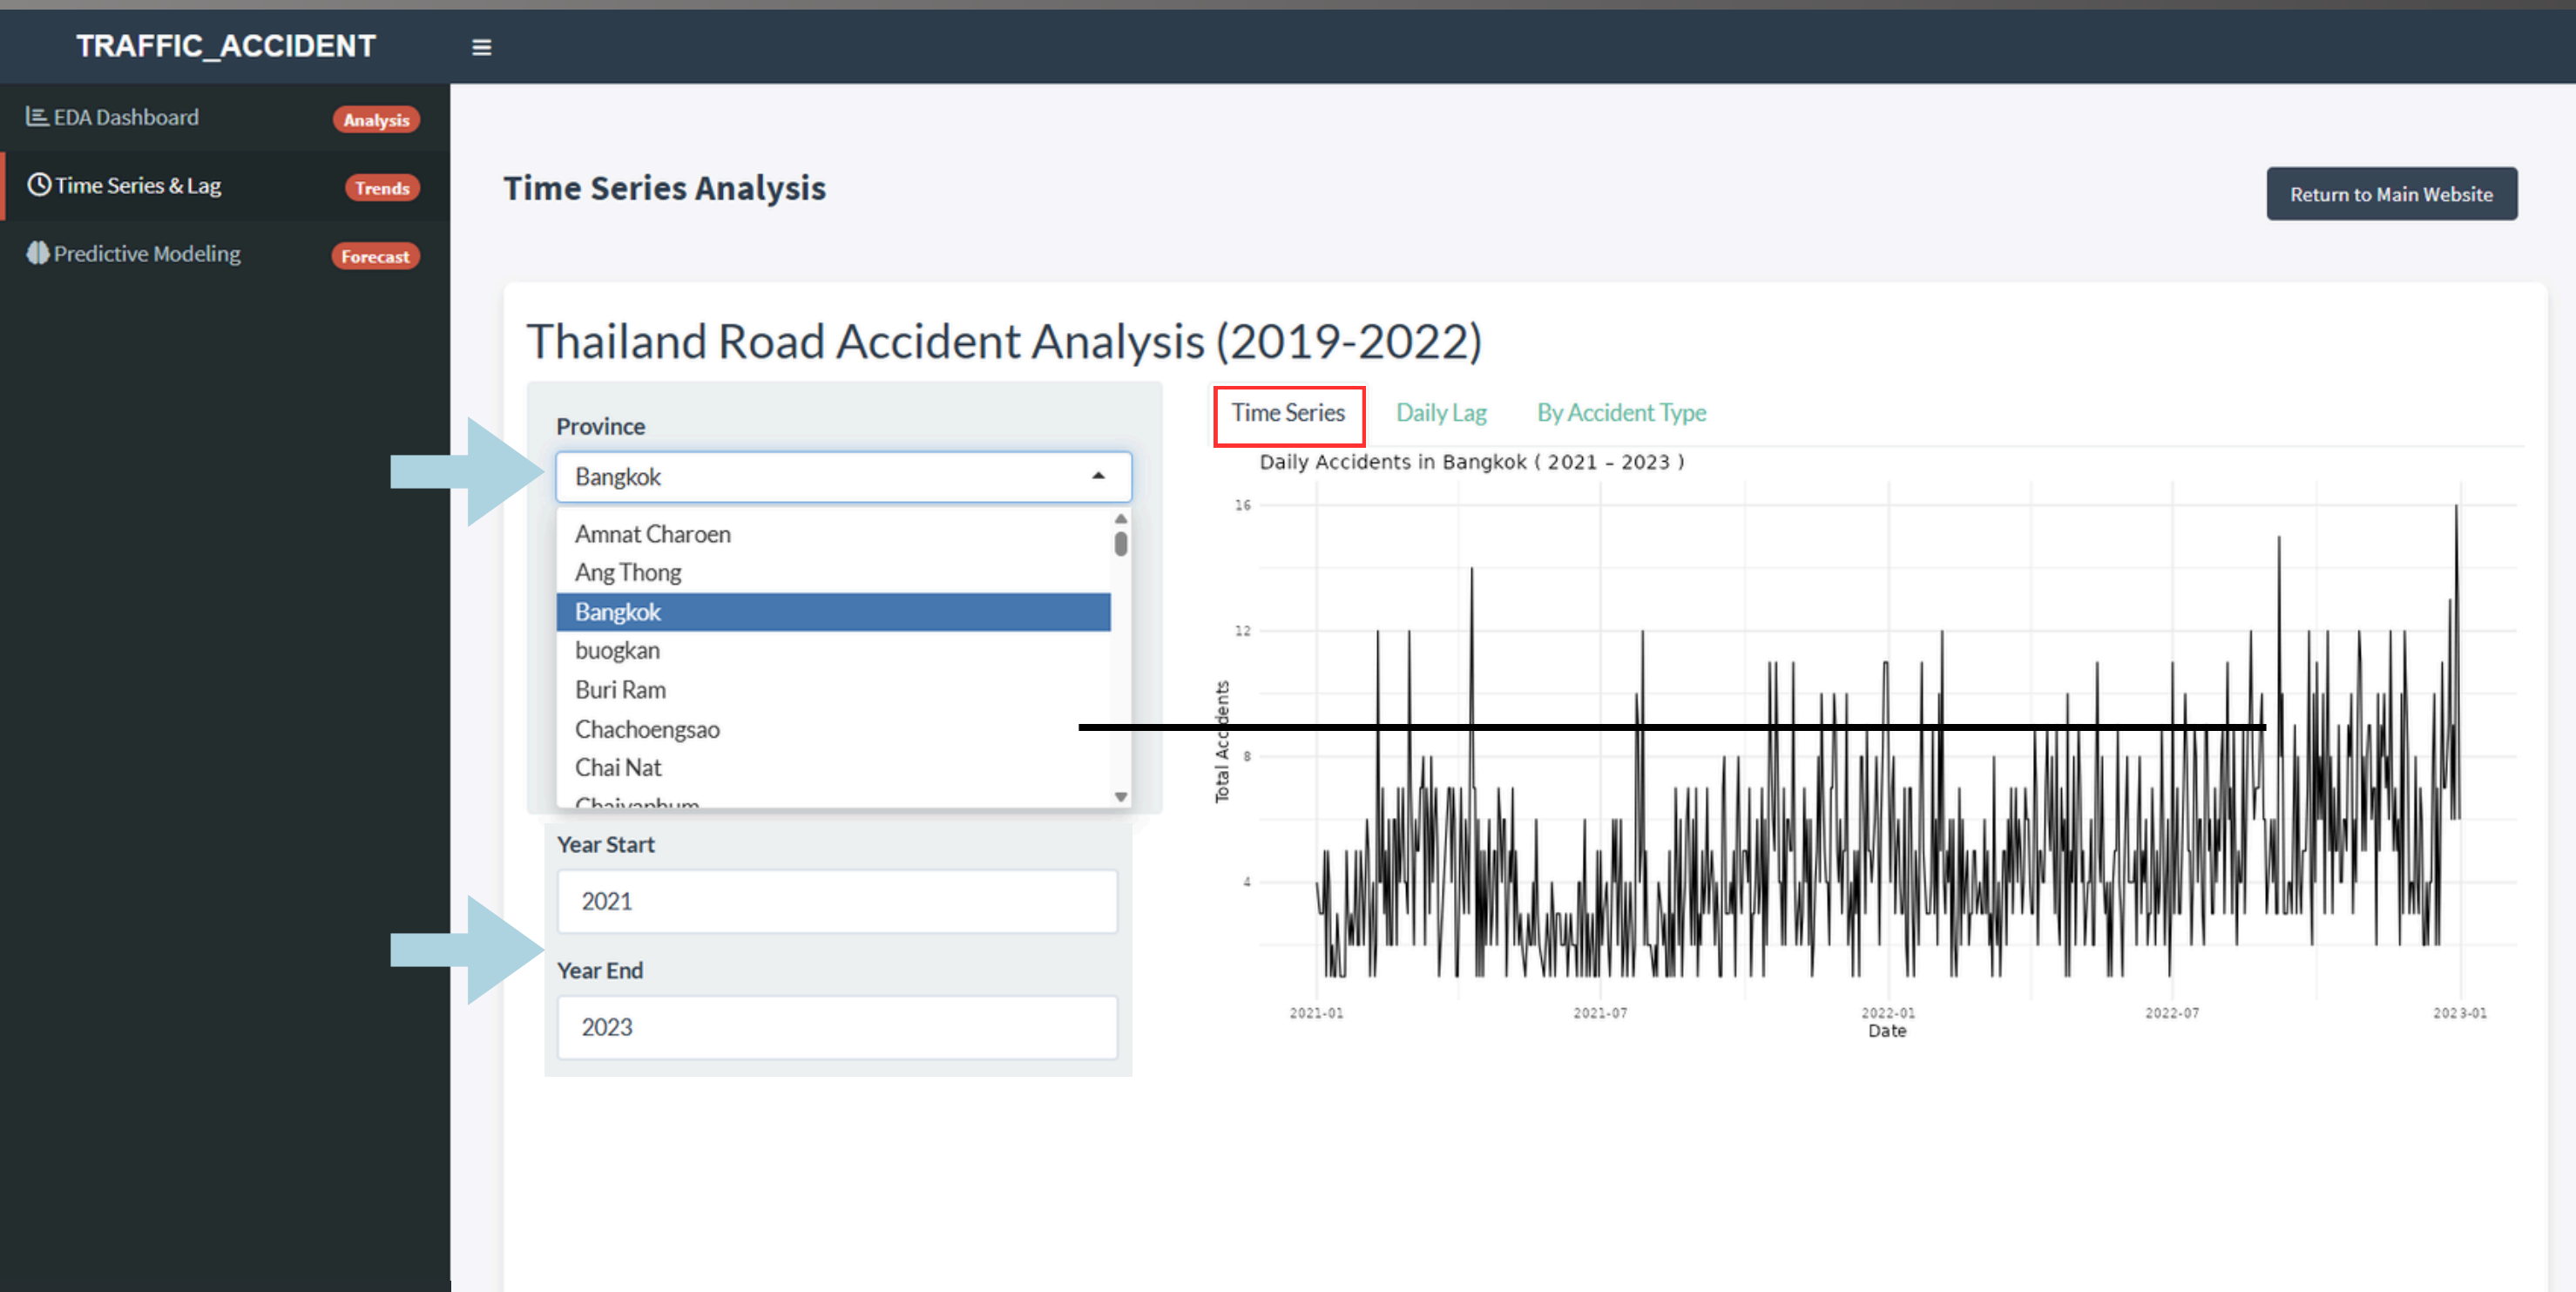 TRAFFIC_ACCIDENT
EDA Dashboard Analysis
Time Series & Lag Trends
Predictive Modeling Forecast
Time Series Analysis
Return to Main Website
Thailand Road Accident Analysis (2019-2022)
Province
Bangkok
Amnat Charoen
Ang Thong
Bangkok
buogkan
Buri Ram
Chachoengsao
Chai Nat
Chaiyaphum
Year Start
2021
Year End
2023
Time Series Daily Lag By Accident Type
Daily Accidents in Bangkok ( 2021 – 2023 )
Total Accidents
16
12
8
4
2021-01 2021-07 2022-01 2022-07 2023-01
Date